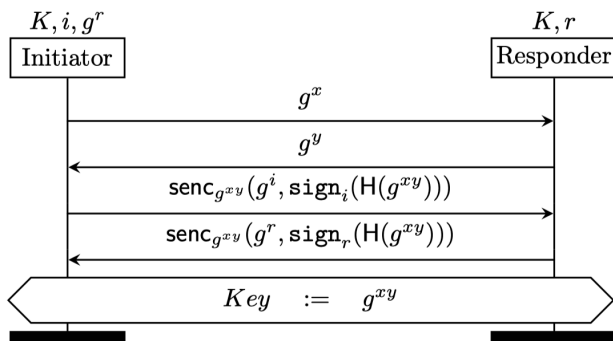 K, i, g^r K, r
Initiator Responder
g^x
g^y
senc_{g^{xy}}(g^i, sign_i(H(g^{xy})))
senc_{g^{xy}}(g^r, sign_r(H(g^{xy})))
Key := g^{xy}